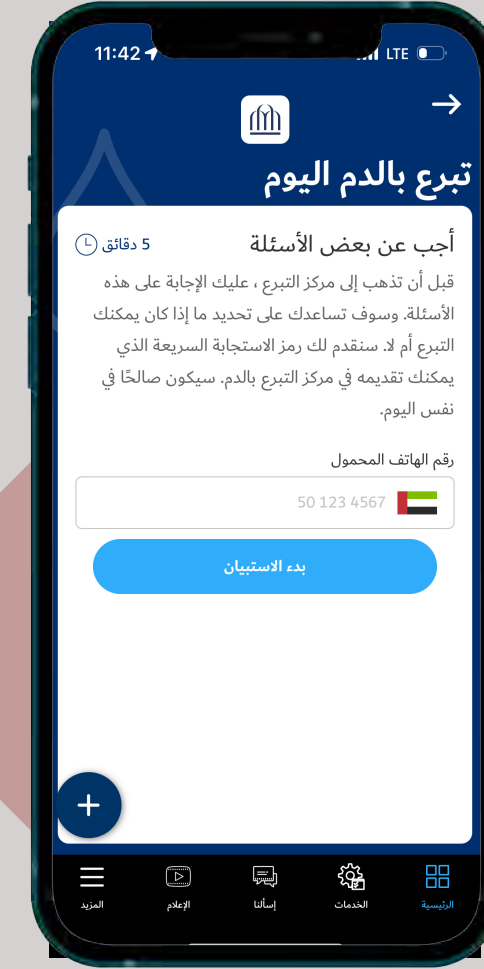 11:42
LTE
تبرع بالدم اليوم
أجب عن بعض الأسئلة
5 دقائق
قبل أن تذهب إلى مركز التبرع ، عليك الإجابة على هذه
الأسئلة. وسوف تساعدك على تحديد ما إذا كان يمكنك
التبرع أم لا. سنقدم لك رمز الاستجابة السريعة الذي
يمكنك تقديمه في مركز التبرع بالدم. سيكون صالحًا في
نفس اليوم.
رقم الهاتف المحمول
50 123 4567
بدء الاستبيان
الرئيسية
الخدمات
إسألنا
الإعلام
المزيد